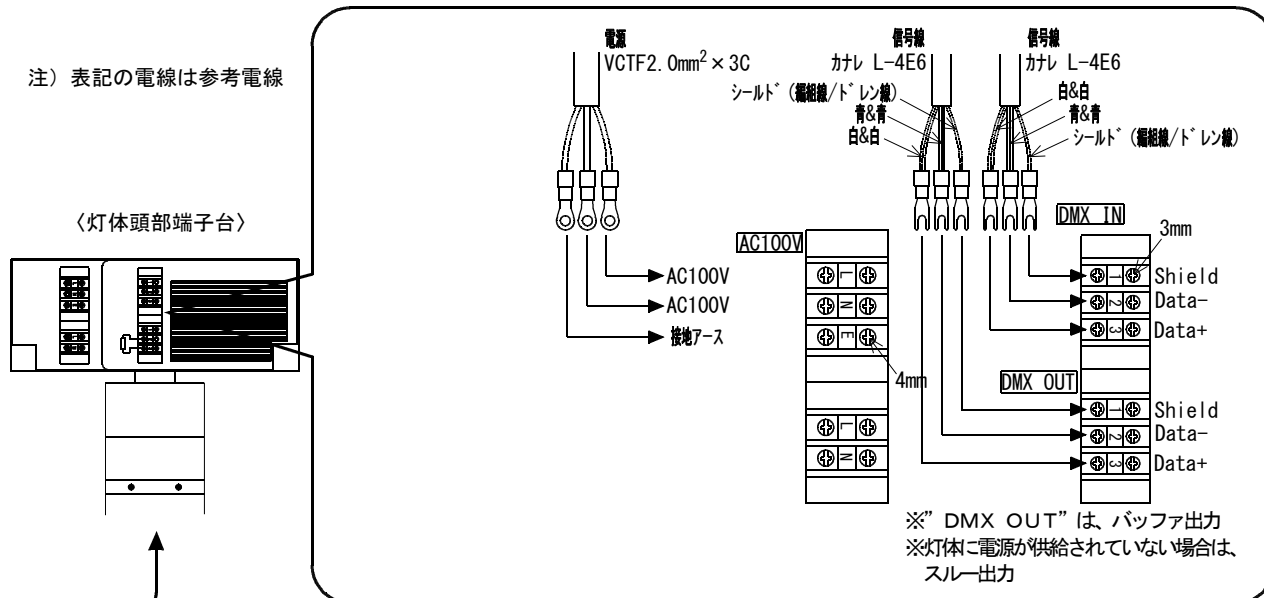 注）表記の電線は参考電線
〈灯体頭部端子台〉
電源
VCTF2.0mm²×3C
AC100V
AC100V
接地アース
信号線
カナレ L-4E6
シールド（編組線/ドレン線）
青&青
白&白
信号線
カナレ L-4E6
白&白
青&青
シールド（編組線/ドレン線）
AC100V
L
N
E
4mm
L
N
DMX IN
3mm
1 Shield
2 Data-
3 Data+
DMX OUT
1 Shield
2 Data-
3 Data+
※”DMX OUT”は、バッファ出力
※灯体に電源が供給されていない場合は、
スルー出力